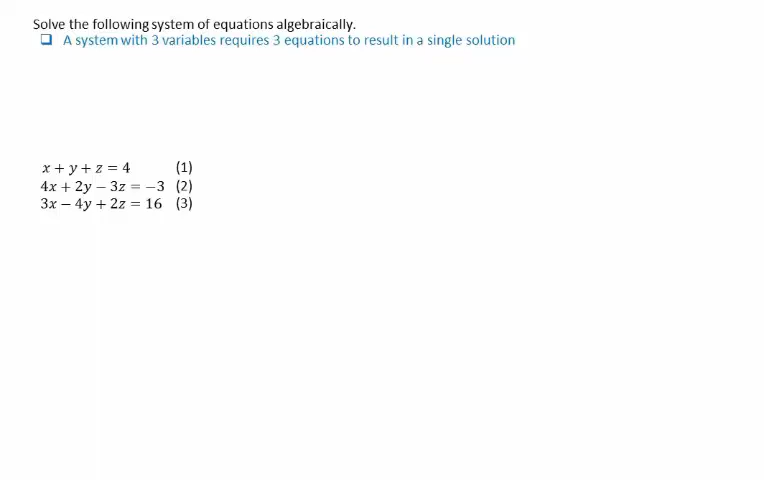 Solve the following system of equations algebraically.
❑ A system with 3 variables requires 3 equations to result in a single solution
x + y + z = 4 (1)
4x + 2y − 3z = −3 (2)
3x − 4y + 2z = 16 (3)